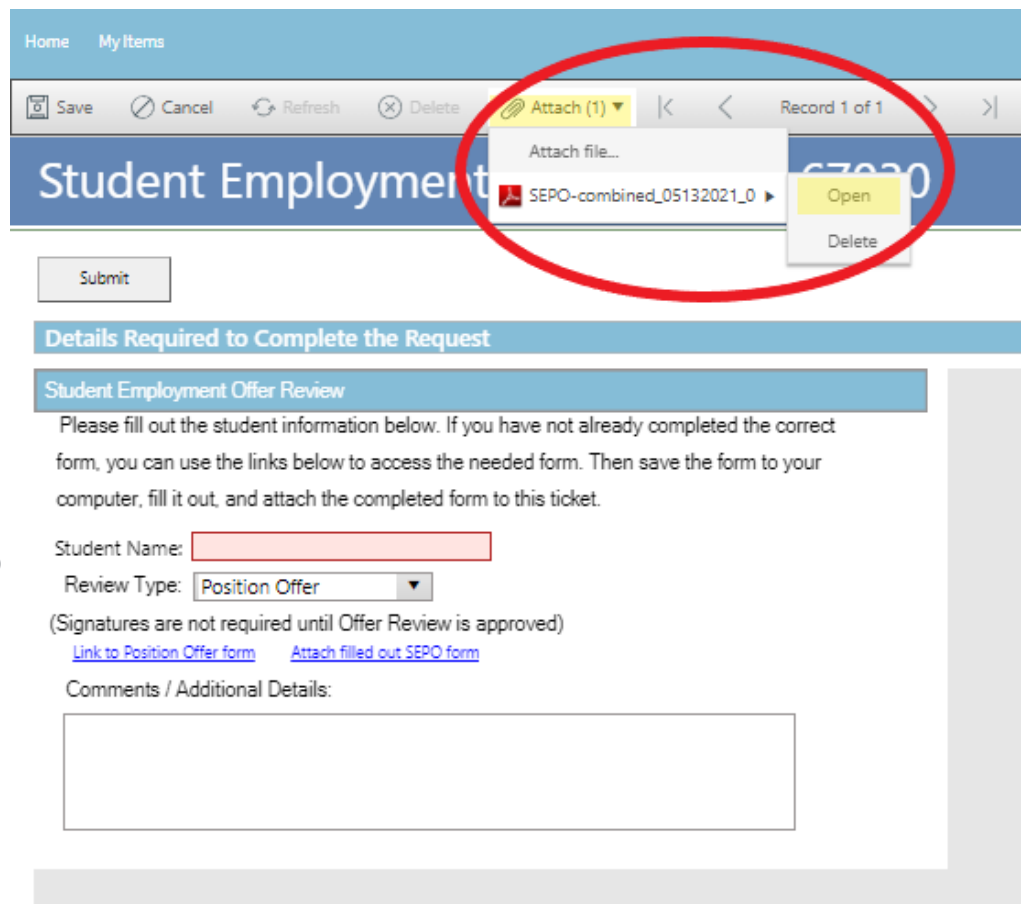 Home My Items
Save Cancel Refresh Delete Attach (1) Record 1 of 1
Attach file...
Student Employment
SEPO-combined_05132021_0 Open
Delete
Submit
Details Required to Complete the Request
Student Employment Offer Review
Please fill out the student information below. If you have not already completed the correct
form, you can use the links below to access the needed form. Then save the form to your
computer, fill it out, and attach the completed form to this ticket.
Student Name:
Review Type: Position Offer
(Signatures are not required until Offer Review is approved)
Link to Position Offer form Attach filled out SEPO form
Comments / Additional Details: